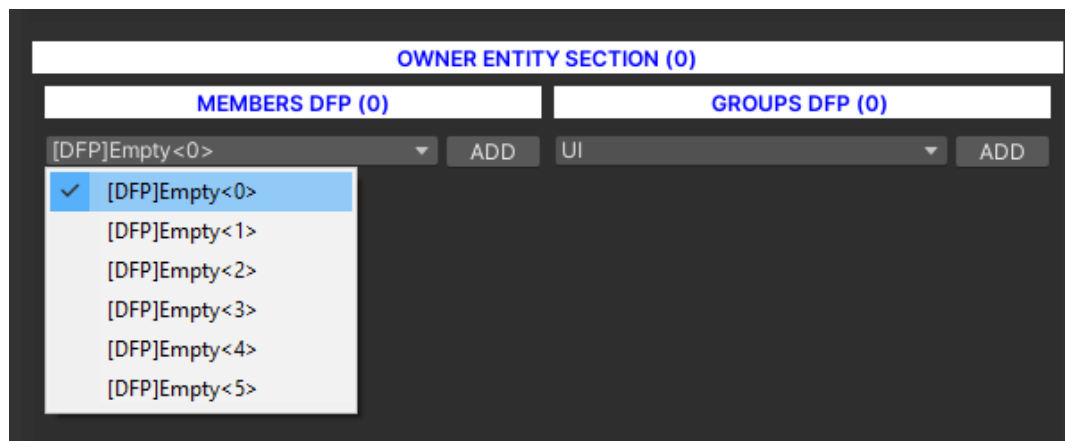 OWNER ENTITY SECTION (0)
MEMBERS DFP (0)
GROUPS DFP (0)
[DFP]Empty<0>
ADD
UI
ADD
[DFP]Empty<0>
[DFP]Empty<1>
[DFP]Empty<2>
[DFP]Empty<3>
[DFP]Empty<4>
[DFP]Empty<5>